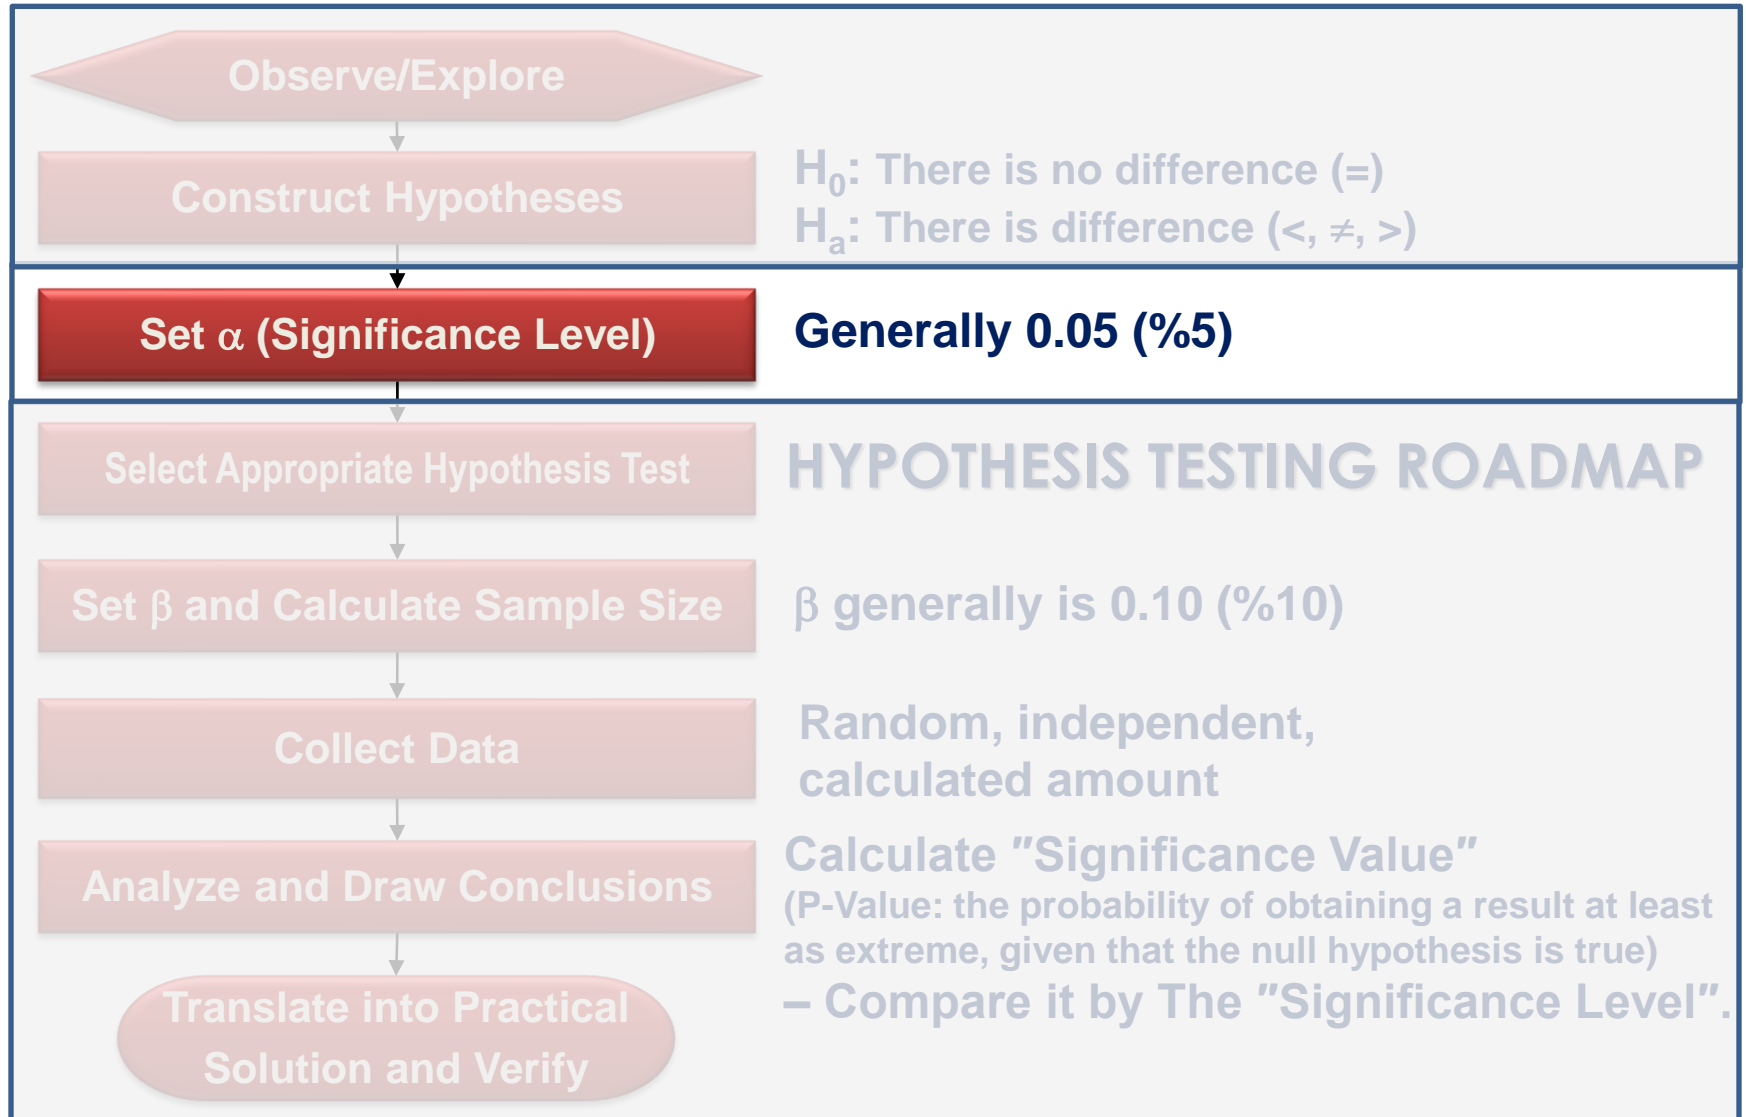 Observe/Explore
Construct Hypotheses
H₀: There is no difference (=)
Hₐ: There is difference (<, ≠, >)
Set α (Significance Level)
Generally 0.05 (%5)
Select Appropriate Hypothesis Test
HYPOTHESIS TESTING ROADMAP
Set β and Calculate Sample Size
β generally is 0.10 (%10)
Collect Data
Random, independent,
calculated amount
Analyze and Draw Conclusions
Calculate "Significance Value"
(P-Value: the probability of obtaining a result at least
as extreme, given that the null hypothesis is true)
– Compare it by The "Significance Level".
Translate into Practical
Solution and Verify